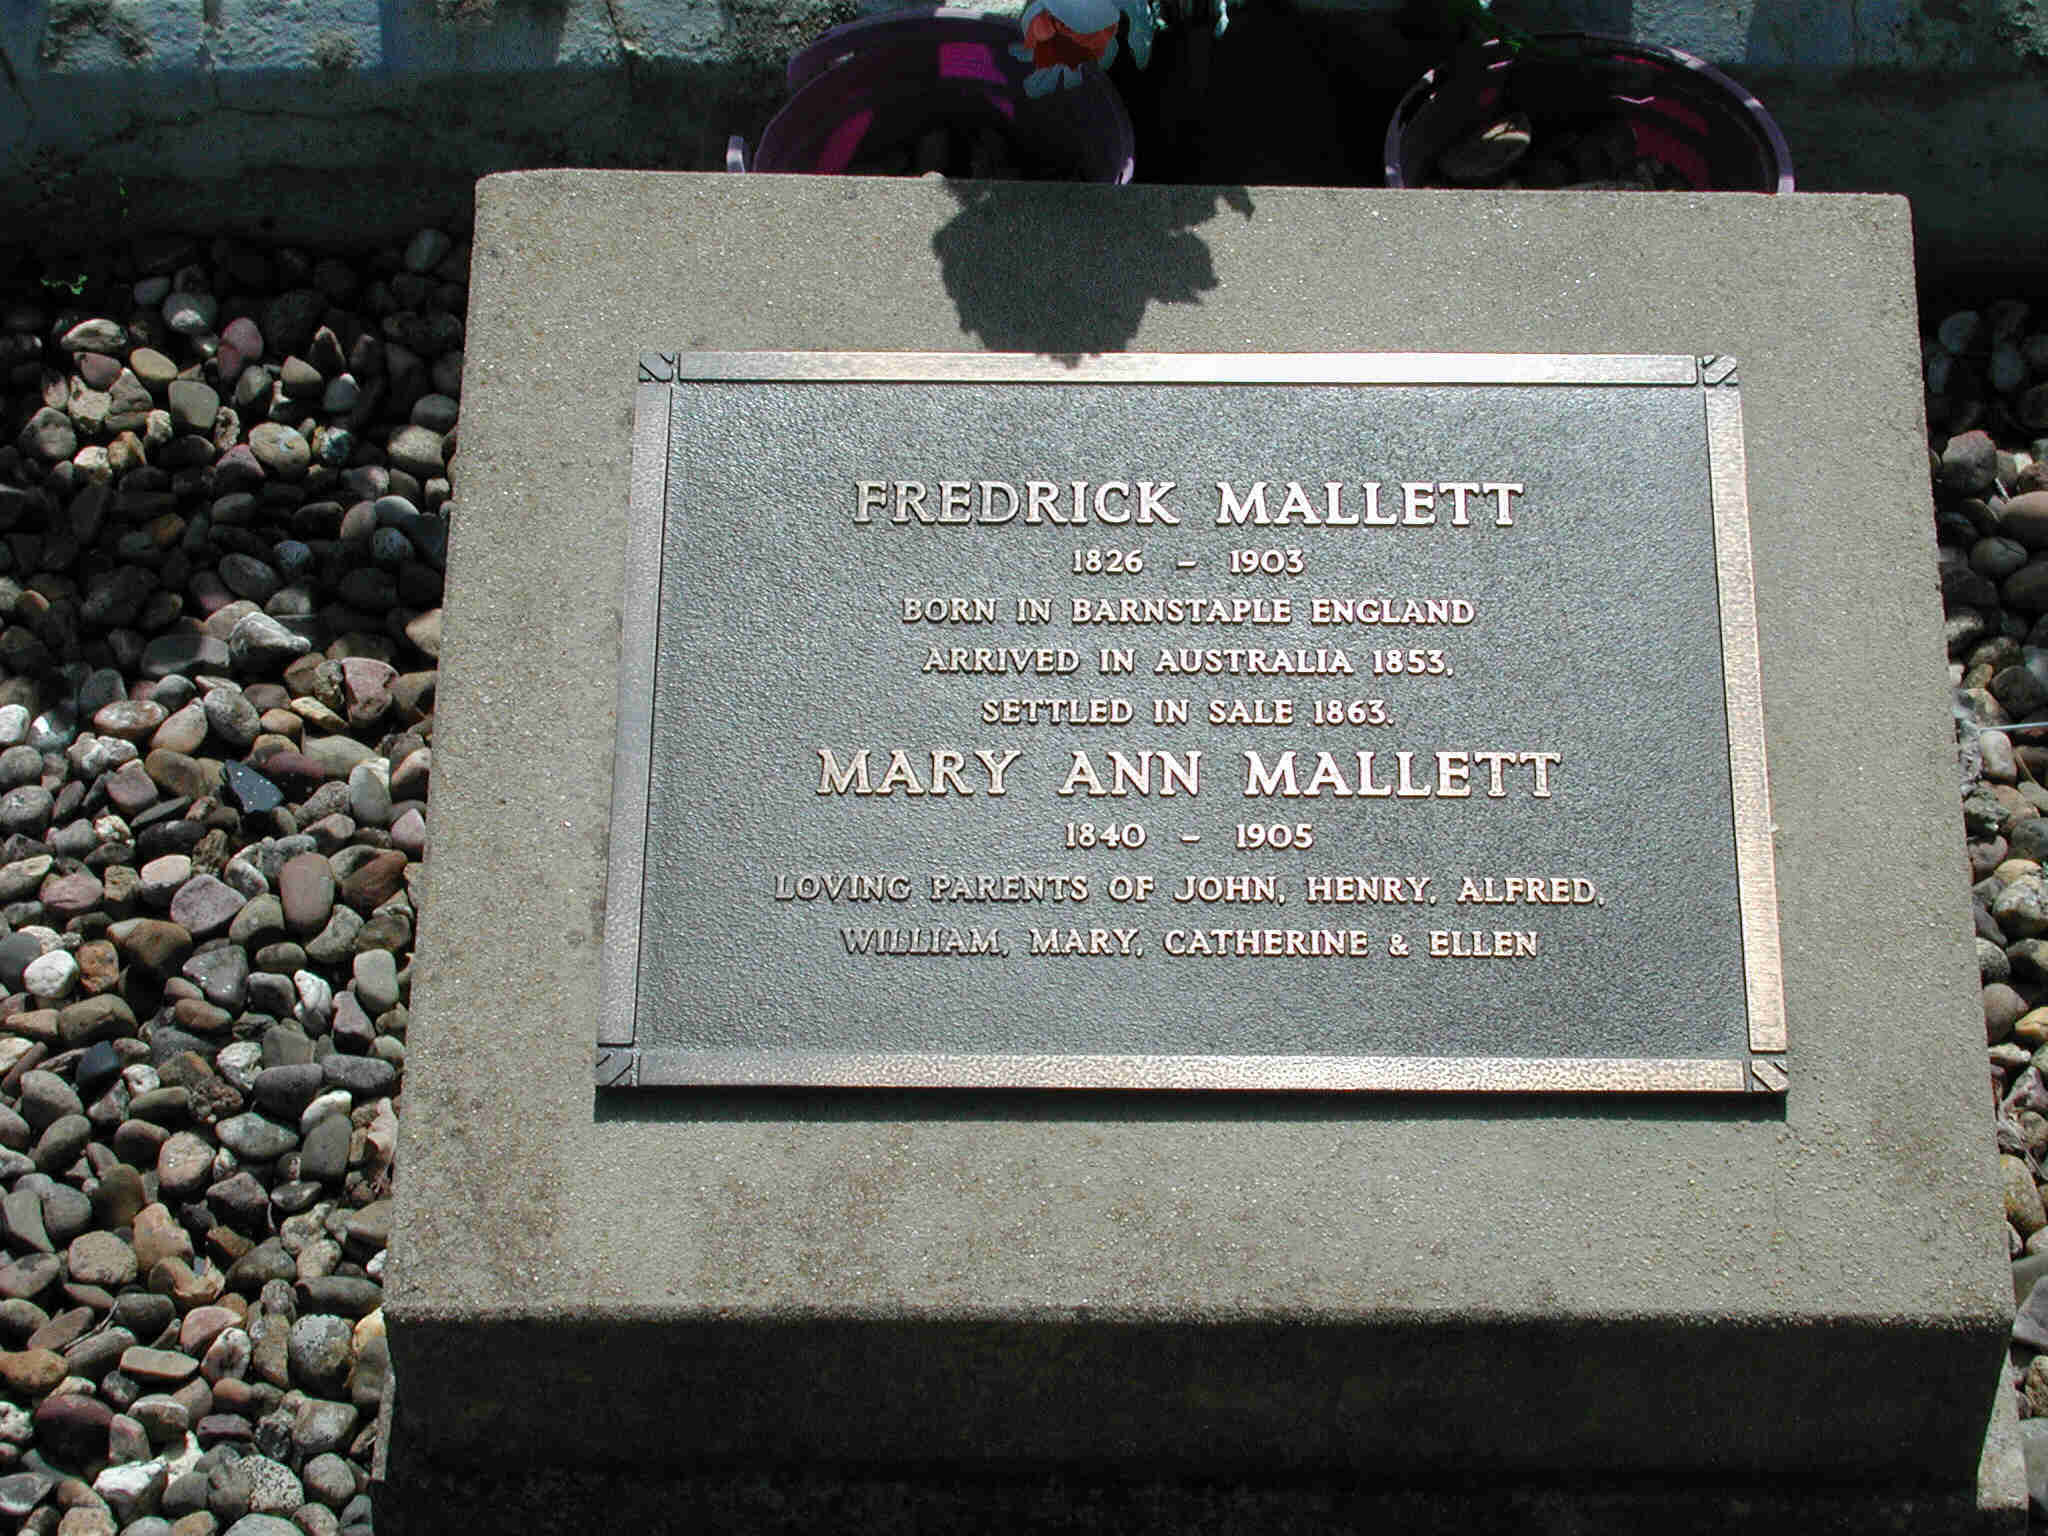 FREDRICK MALLETT
1826 - 1903
BORN IN BARNSTAPLE ENGLAND
ARRIVED IN AUSTRALIA 1853,
SETTLED IN SALE 1863.
MARY ANN MALLETT
1840 - 1905
LOVING PARENTS OF JOHN, HENRY, ALFRED,
WILLIAM, MARY, CATHERINE & ELLEN